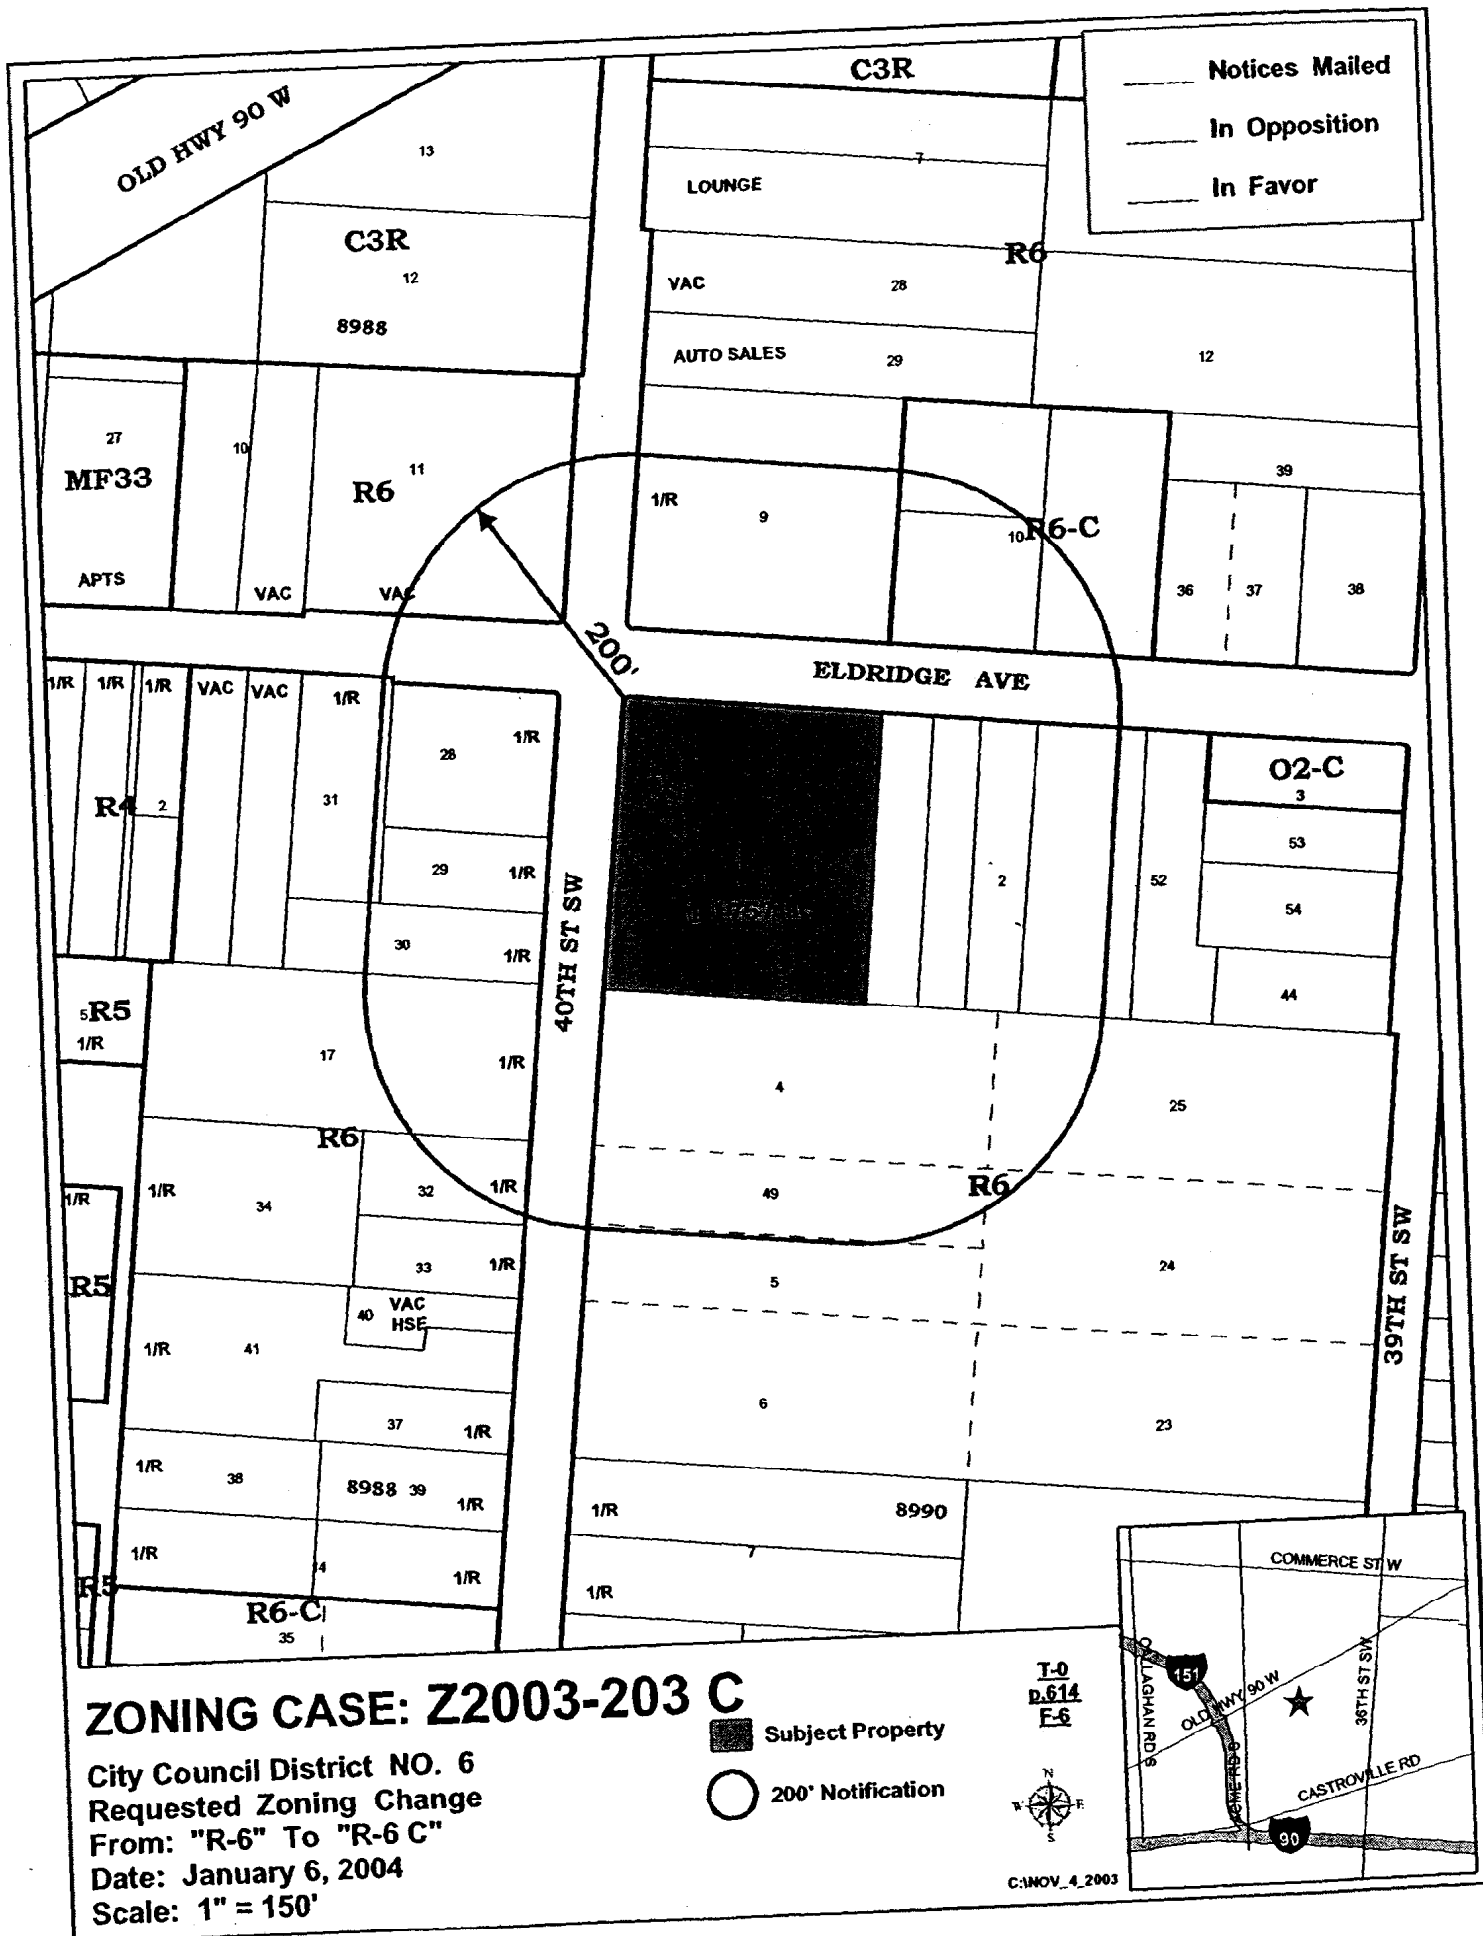 C3R
Notices Mailed
In Opposition
In Favor
OLD HWY 90 W
13
7
LOUNGE
C3R
12
8988
R6
VAC
28
AUTO SALES
29
12
27
MF33
APTS
10
VAC
R6
11
VAC
1/R
9
10
R6-C
39
36
37
38
200'
ELDRIDGE AVE
1/R
1/R
1/R
VAC
VAC
1/R
R4
2
31
28
1/R
29
1/R
30
1/R
40TH ST SW
2
52
O2-C
3
53
54
44
5
R5
1/R
17
1/R
4
25
R6
1/R
1/R
34
32
1/R
49
R6
R5
33
1/R
5
24
39TH ST SW
40
VAC
HSE
1/R
41
6
23
37
1/R
1/R
38
8988
39
1/R
1/R
8990
1/R
14
1/R
7
1/R
R5
R6-C
35
ZONING CASE: Z2003-203 C
City Council District NO. 6
Requested Zoning Change
From: "R-6" To "R-6 C"
Date: January 6, 2004
Scale: 1" = 150'
Subject Property
200' Notification
T-0
p.614
F-6
N
W
E
S
C:\NOV_4_2003
COMMERCE ST W
151
OLD HWY 90 W
36TH ST SW
ACME RD S
CASTROVILLE RD
90